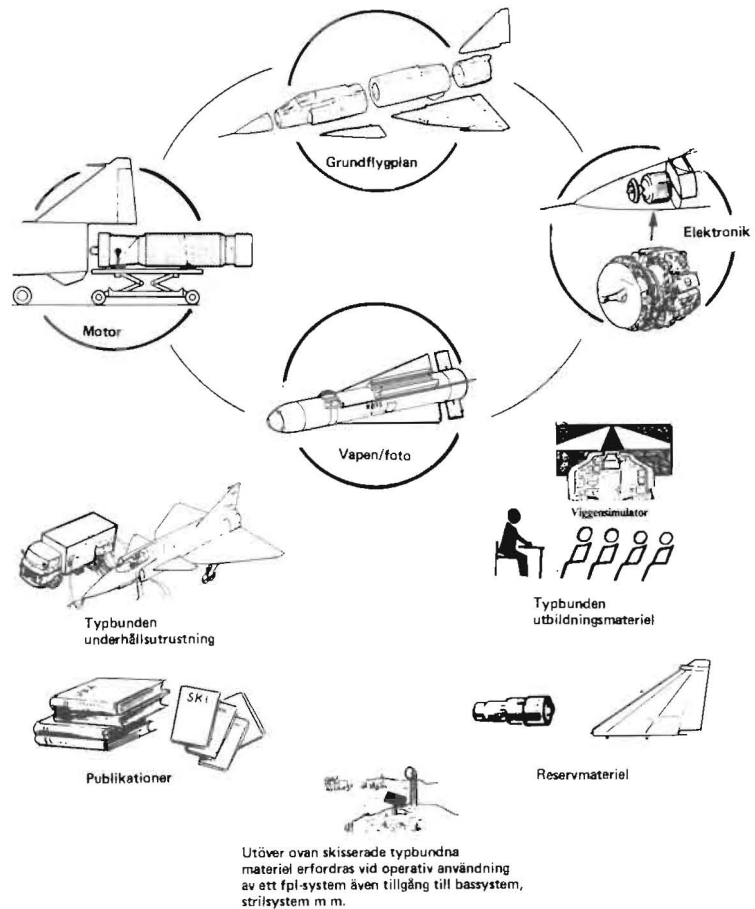 Grundflygplan
Elektronik
Motor
Vapen/foto
Viggensimulator
Typbunden
underhållsutrustning
Typbunden
utbildningsmateriel
SKI
Publikationer
Reservmateriel
Utöver ovan skisserade typbundna
materiel erfordras vid operativ användning
av ett fpl-system även tillgång till bassystem,
strilsystem m m.